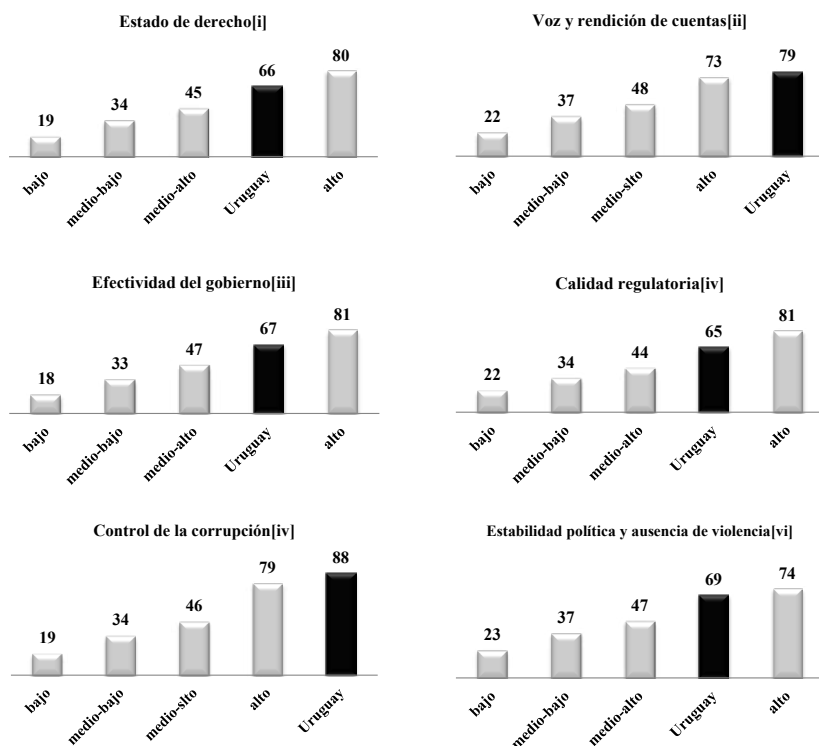 Estado de derecho[i]
19
34
45
66
80
bajo
medio-bajo
medio-alto
Uruguay
alto
Voz y rendición de cuentas[ii]
22
37
48
73
79
bajo
medio-bajo
medio-slto
alto
Uruguay
Efectividad del gobierno[iii]
18
33
47
67
81
bajo
medio-bajo
medio-alto
Uruguay
alto
Calidad regulatoria[iv]
22
34
44
65
81
bajo
medio-bajo
medio-alto
Uruguay
alto
Control de la corrupción[iv]
19
34
46
79
88
bajo
medio-bajo
medio-slto
alto
Uruguay
Estabilidad política y ausencia de violencia[vi]
23
37
47
69
74
bajo
medio-bajo
medio-alto
Uruguay
alto